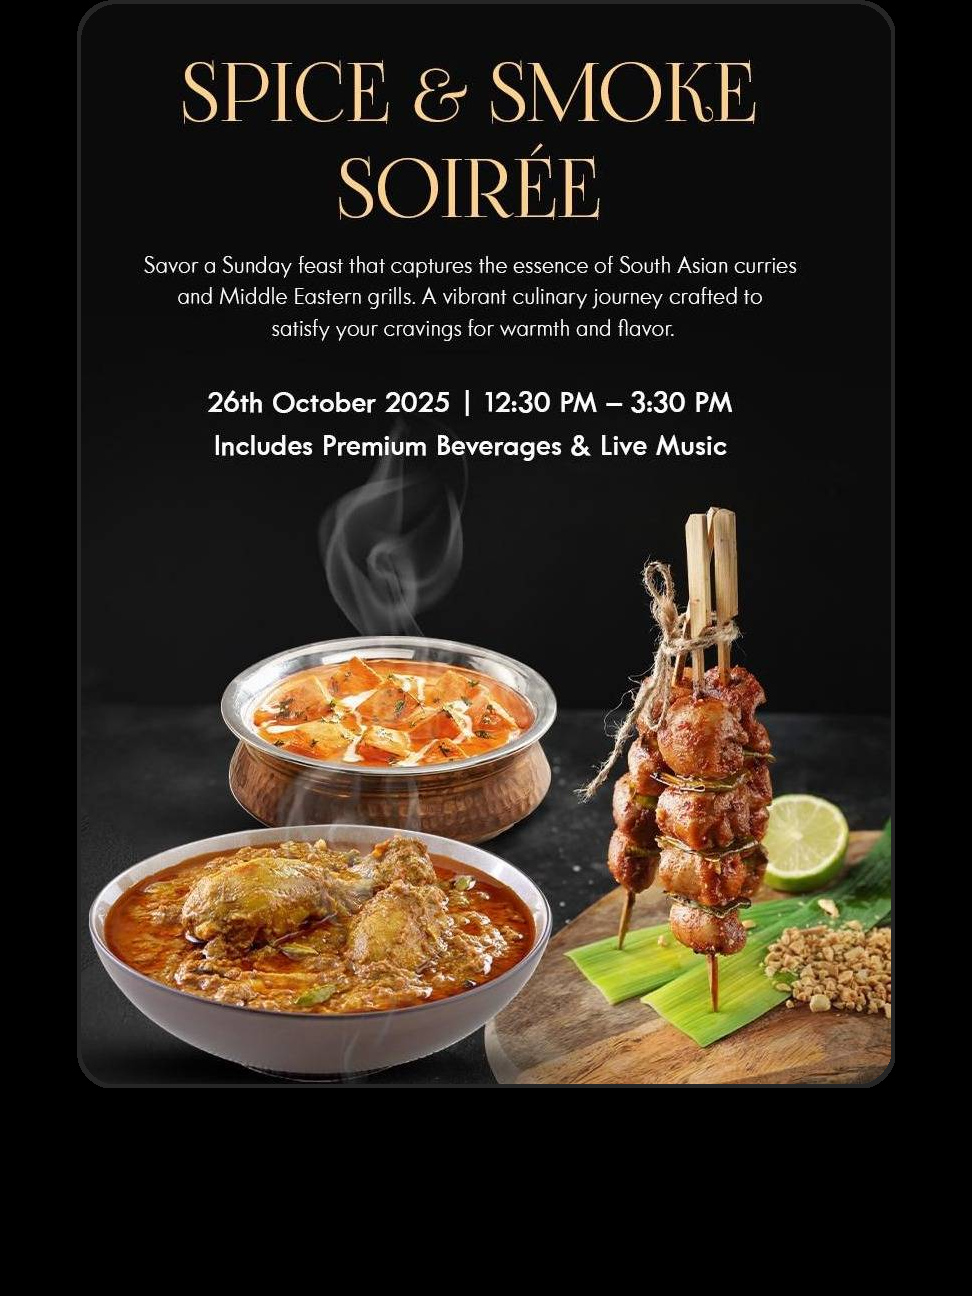 SPICE & SMOKE
SOIRÉE
Savor a Sunday feast that captures the essence of South Asian curries
and Middle Eastern grills. A vibrant culinary journey crafted to
satisfy your cravings for warmth and flavor.
26th October 2025 | 12:30 PM – 3:30 PM
Includes Premium Beverages & Live Music